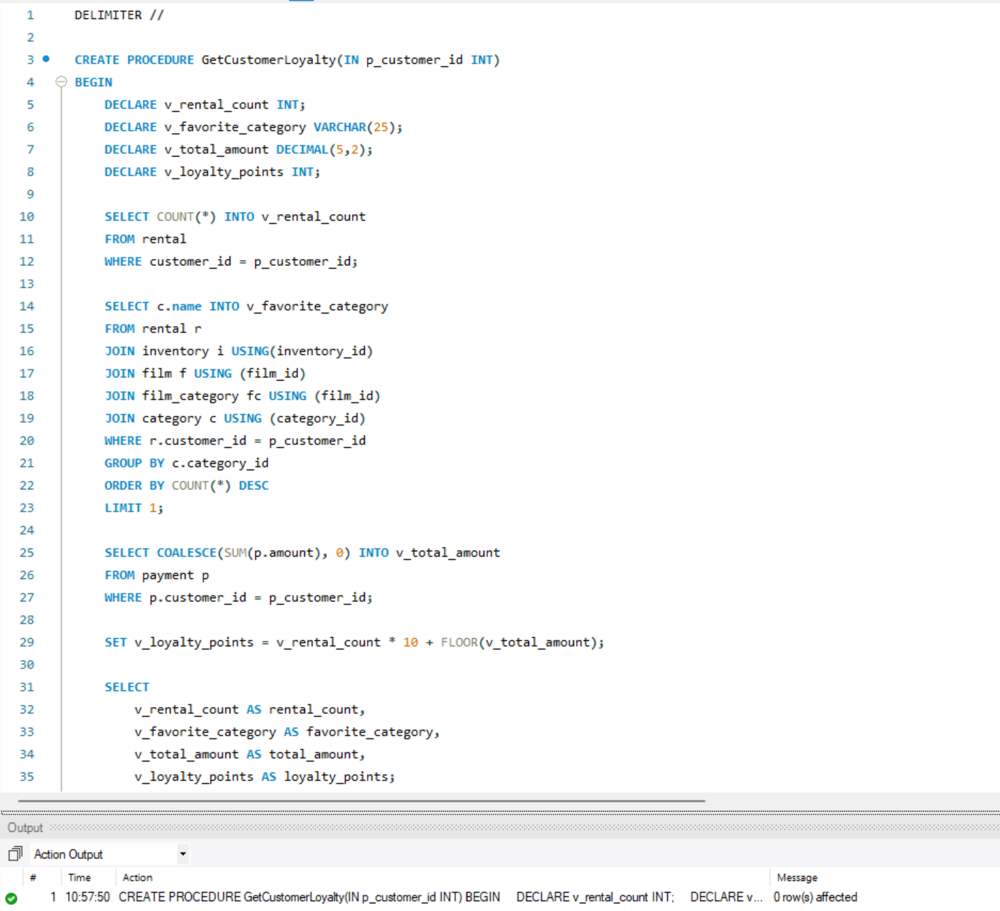 1 DELIMITER //
2
3 CREATE PROCEDURE GetCustomerLoyalty(IN p_customer_id INT)
4 BEGIN
5 DECLARE v_rental_count INT;
6 DECLARE v_favorite_category VARCHAR(25);
7 DECLARE v_total_amount DECIMAL(5,2);
8 DECLARE v_loyalty_points INT;
9
10 SELECT COUNT(*) INTO v_rental_count
11 FROM rental
12 WHERE customer_id = p_customer_id;
13
14 SELECT c.name INTO v_favorite_category
15 FROM rental r
16 JOIN inventory i USING(inventory_id)
17 JOIN film f USING (film_id)
18 JOIN film_category fc USING (film_id)
19 JOIN category c USING (category_id)
20 WHERE r.customer_id = p_customer_id
21 GROUP BY c.category_id
22 ORDER BY COUNT(*) DESC
23 LIMIT 1;
24
25 SELECT COALESCE(SUM(p.amount), 0) INTO v_total_amount
26 FROM payment p
27 WHERE p.customer_id = p_customer_id;
28
29 SET v_loyalty_points = v_rental_count * 10 + FLOOR(v_total_amount);
30
31 SELECT
32 v_rental_count AS rental_count,
33 v_favorite_category AS favorite_category,
34 v_total_amount AS total_amount,
35 v_loyalty_points AS loyalty_points;
Output
Action Output
# Time Action Message
1 10:57:50 CREATE PROCEDURE GetCustomerLoyalty(IN p_customer_id INT) BEGIN DECLARE v_rental_count INT; DECLARE v... 0 row(s) affected